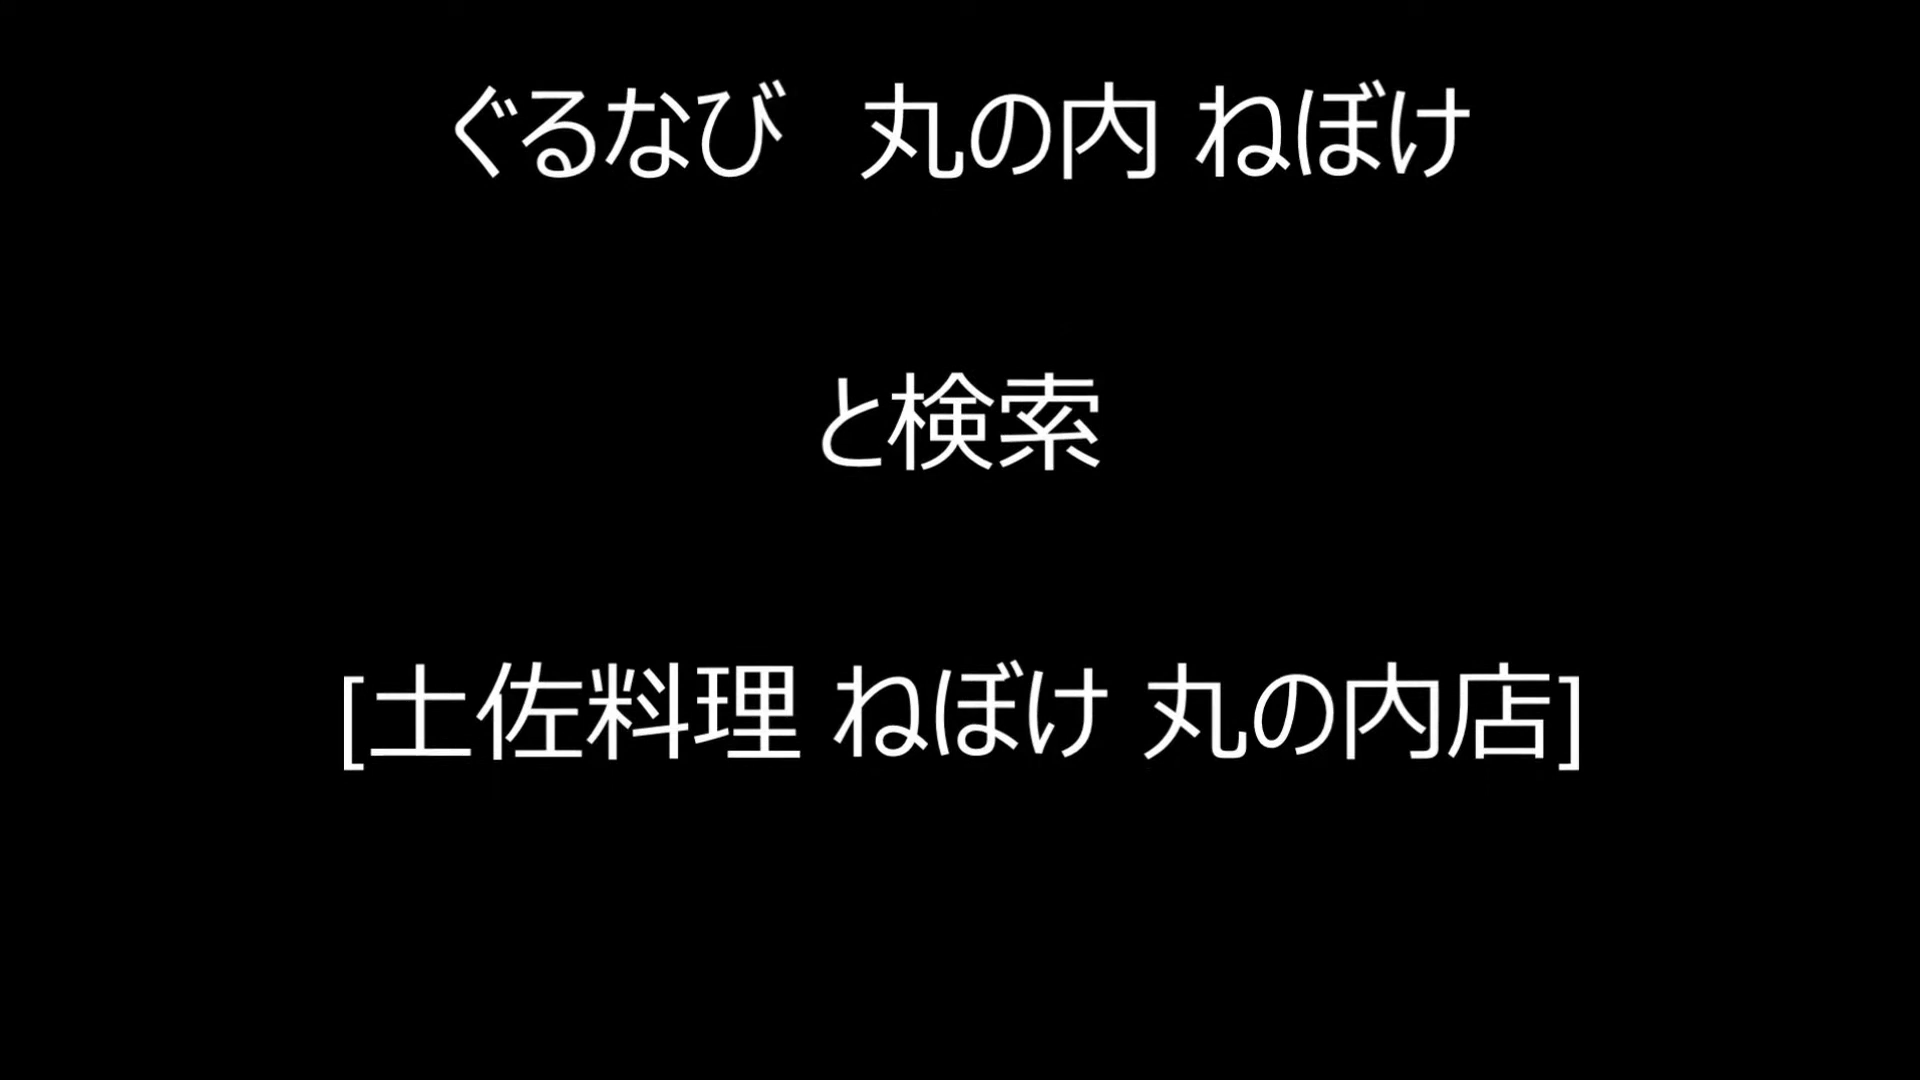 ぐるなび　丸の内 ねぼけ
と検索
[土佐料理 ねぼけ 丸の内店]